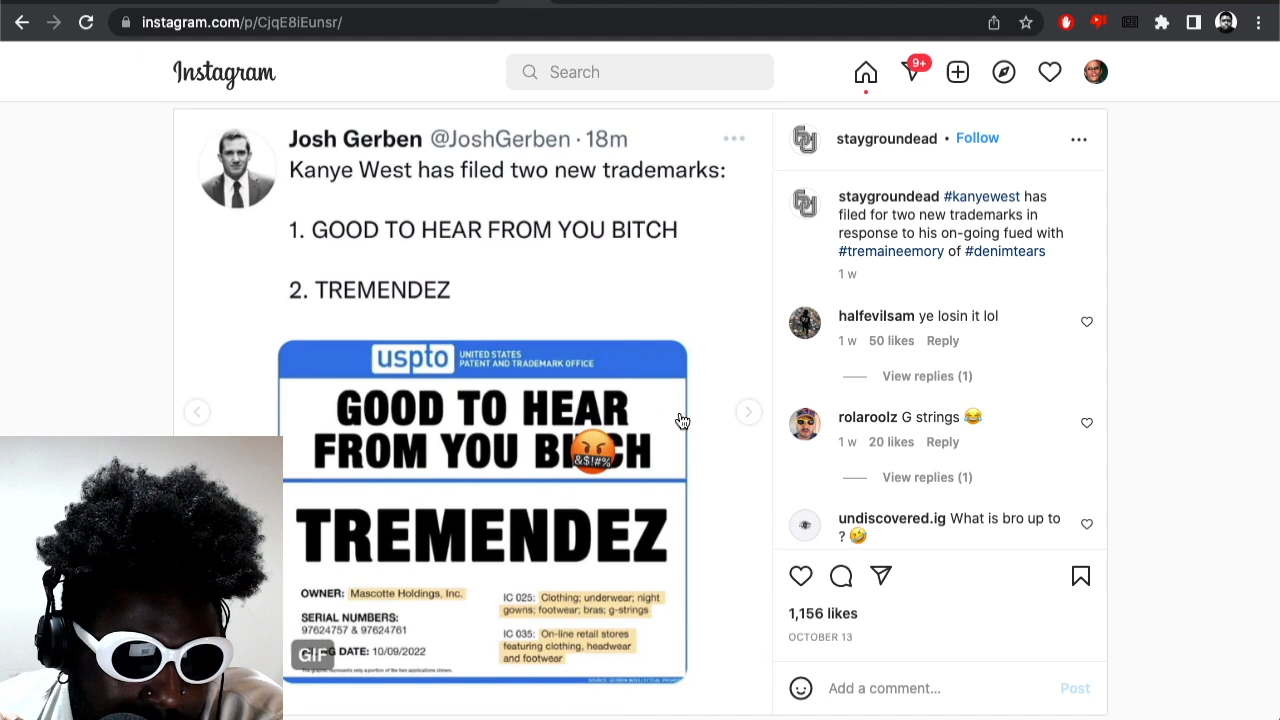 instagram.com/p/CjqE8iEunsr/
Instagram
Search
9+
Josh Gerben @JoshGerben · 18m
Kanye West has filed two new trademarks:
1. GOOD TO HEAR FROM YOU BITCH
2. TREMENDEZ
uspto UNITED STATES
PATENT AND TRADEMARK OFFICE
GOOD TO HEAR
FROM YOU BI CH
&$!#%
TREMENDEZ
OWNER: Mascotte Holdings, Inc.
SERIAL NUMBERS:
97624757 & 97624761
G DATE: 10/09/2022
IC 025: Clothing; underwear; night
gowns; footwear; bras; g-strings
IC 035: On-line retail stores
featuring clothing, headwear
and footwear
GIF
staygroundead • Follow
staygroundead #kanyewest has
filed for two new trademarks in
response to his on-going fued with
#tremaineemory of #denimtears
1 w
halfevilsam ye losin it lol
1 w 50 likes Reply
View replies (1)
rolaroolz G strings 😂
1 w 20 likes Reply
View replies (1)
undiscovered.ig What is bro up to
? 🤣
1,156 likes
OCTOBER 13
Add a comment...
Post